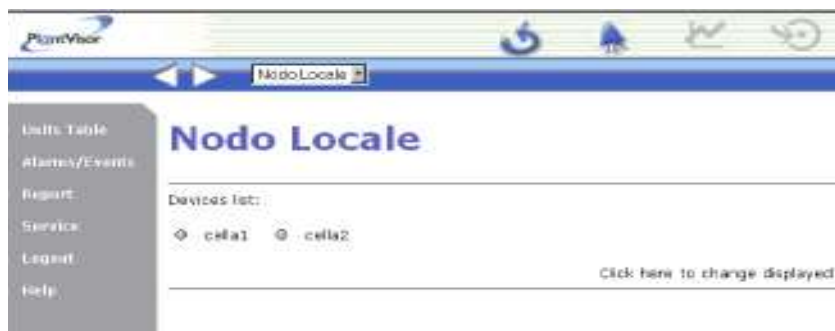 PlantVisor
Nodo Locale
Units Table
Alarms/Events
Report
Service
Logout
Help
Nodo Locale
Devices list:
cella1 cella2
Click here to change displayed